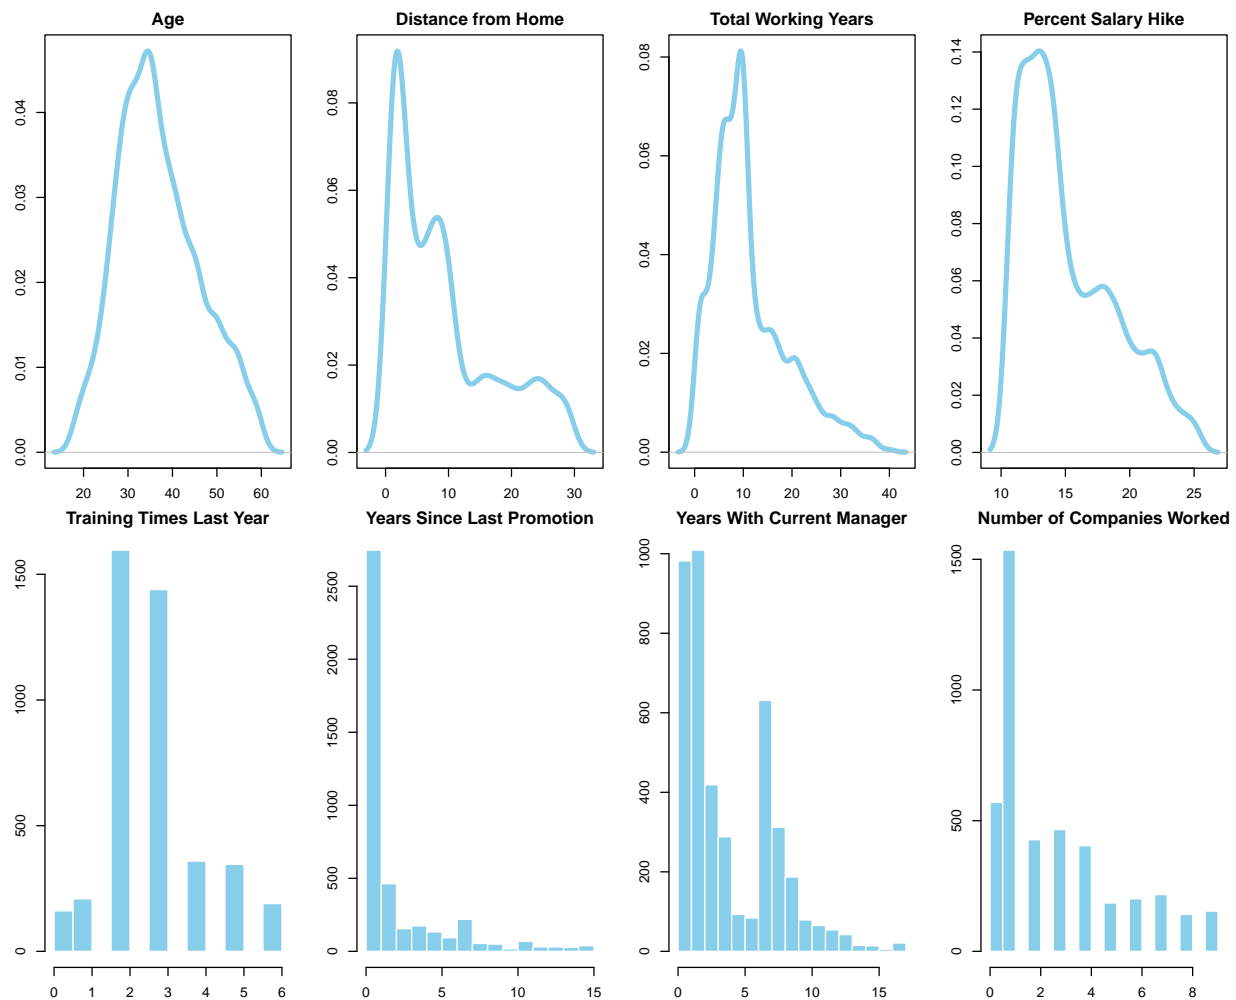 Age
0.00 0.01 0.02 0.03 0.04
20 30 40 50 60
Distance from Home
0.00 0.02 0.04 0.06 0.08
0 10 20 30
Total Working Years
0.00 0.02 0.04 0.06 0.08
0 10 20 30 40
Percent Salary Hike
0.00 0.02 0.04 0.06 0.08 0.10 0.12 0.14
10 15 20 25
Training Times Last Year
0 500 1000 1500
0 1 2 3 4 5 6
Years Since Last Promotion
0 500 1000 1500 2000 2500
0 5 10 15
Years With Current Manager
0 200 400 600 800 1000
0 5 10 15
Number of Companies Worked
0 500 1000 1500
0 2 4 6 8